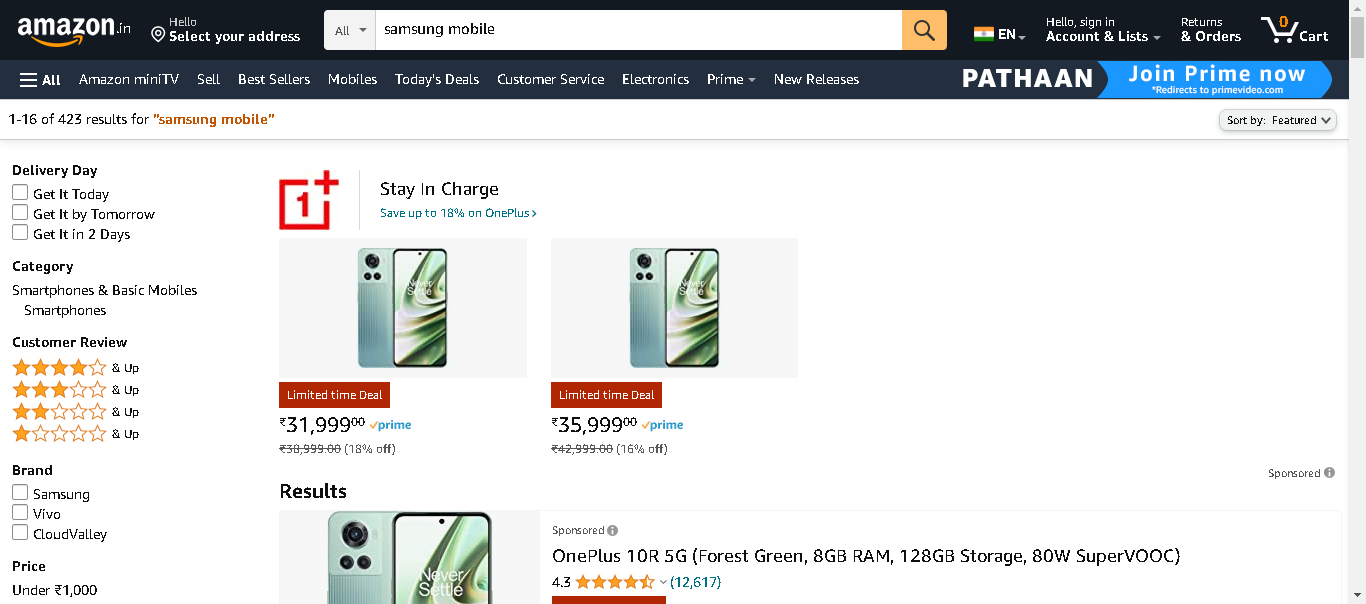 amazon.in
Hello
Select your address
All
samsung mobile
EN
Hello, sign in
Account & Lists
Returns
& Orders
0
Cart
All
Amazon miniTV
Sell
Best Sellers
Mobiles
Today's Deals
Customer Service
Electronics
Prime
New Releases
PATHAAN
Join Prime now
*Redirects to primevideo.com
1-16 of 423 results for "samsung mobile"
Sort by: Featured
Delivery Day
Get It Today
Get It by Tomorrow
Get It in 2 Days
Category
Smartphones & Basic Mobiles
Smartphones
Customer Review
& Up
& Up
& Up
& Up
Brand
Samsung
Vivo
CloudValley
Price
Under ₹1,000
1
Stay In Charge
Save up to 18% on OnePlus
Never
Settle
Never
Settle
Limited time Deal
₹31,99900 prime
₹38,999.00 (18% off)
Limited time Deal
₹35,99900 prime
₹42,999.00 (16% off)
Sponsored
Results
Never
Settle
Sponsored
OnePlus 10R 5G (Forest Green, 8GB RAM, 128GB Storage, 80W SuperVOOC)
4.3 (12,617)